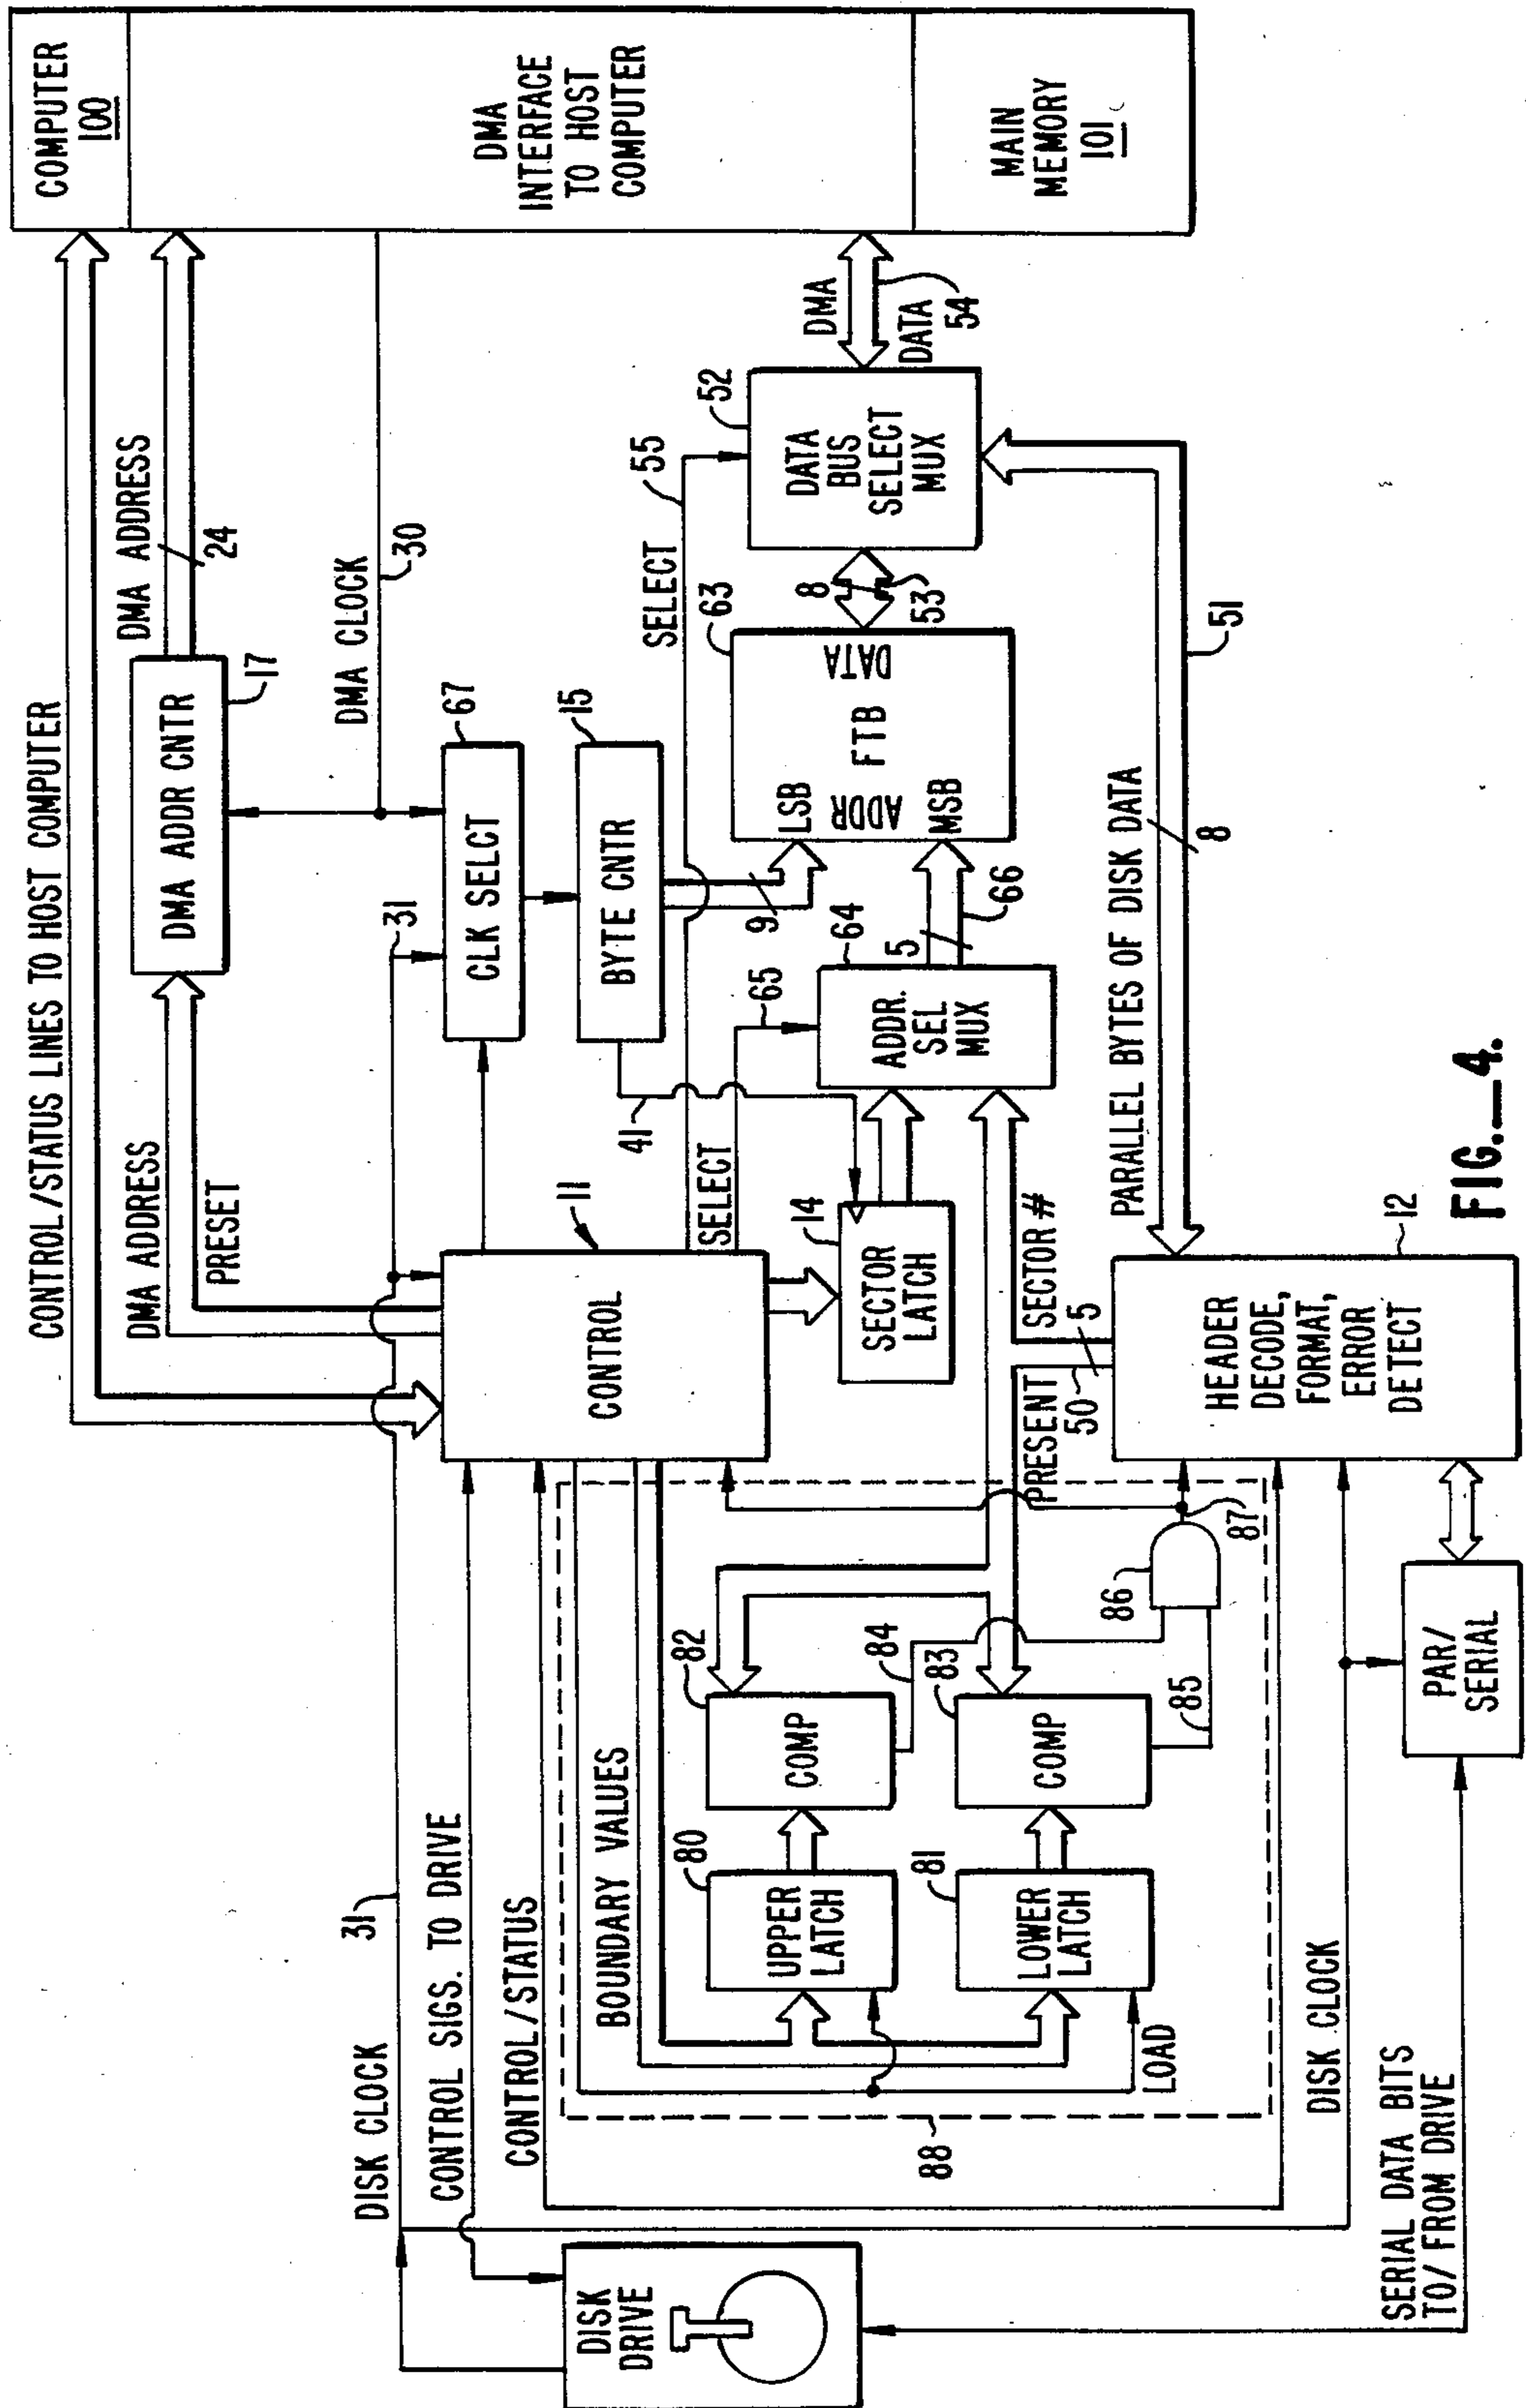 CONTROL/STATUS LINES TO HOST COMPUTER
COMPUTER
100
DMA
INTERFACE
TO HOST
COMPUTER
MAIN
MEMORY
101
DMA ADDRESS
PRESET
DMA ADDR CNTR
17
DMA ADDRESS
24
DMA CLOCK
30
DISK CLOCK
31
31
CONTROL SIGS. TO DRIVE
CONTROL/STATUS
BOUNDARY VALUES
CONTROL
11
CLK SELCT
67
BYTE CNTR
15
SELECT
55
SELECT
65
41
9
DISK
DRIVE
UPPER
LATCH
80
COMP
82
84
LOWER
LATCH
81
COMP
83
85
LOAD
88
86
87
SECTOR
LATCH
14
ADDR.
SEL
MUX
64
5
66
LSB
ADDR
MSB
FTB
DATA
63
8
53
DATA
BUS
SELECT
MUX
52
DMA
DATA
54
PRESENT SECTOR #
50
5
PARALLEL BYTES OF DISK DATA
8
51
DISK CLOCK
HEADER
DECODE,
FORMAT,
ERROR
DETECT
12
SERIAL DATA BITS
TO/ FROM DRIVE
PAR/
SERIAL
FIG._4.